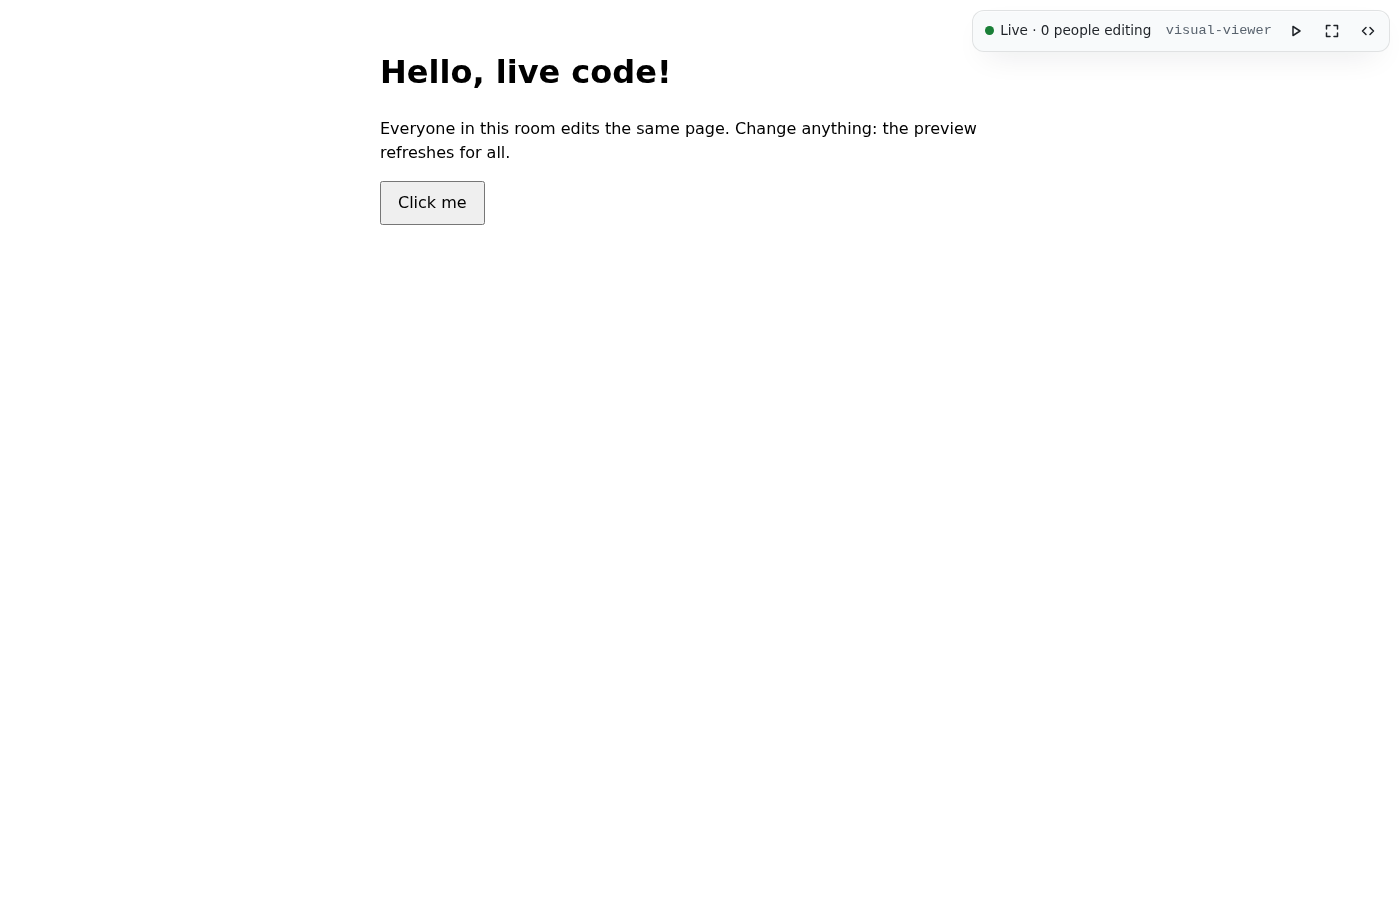 Live · 0 people editing visual-viewer
Hello, live code!
Everyone in this room edits the same page. Change anything: the preview
refreshes for all.
Click me